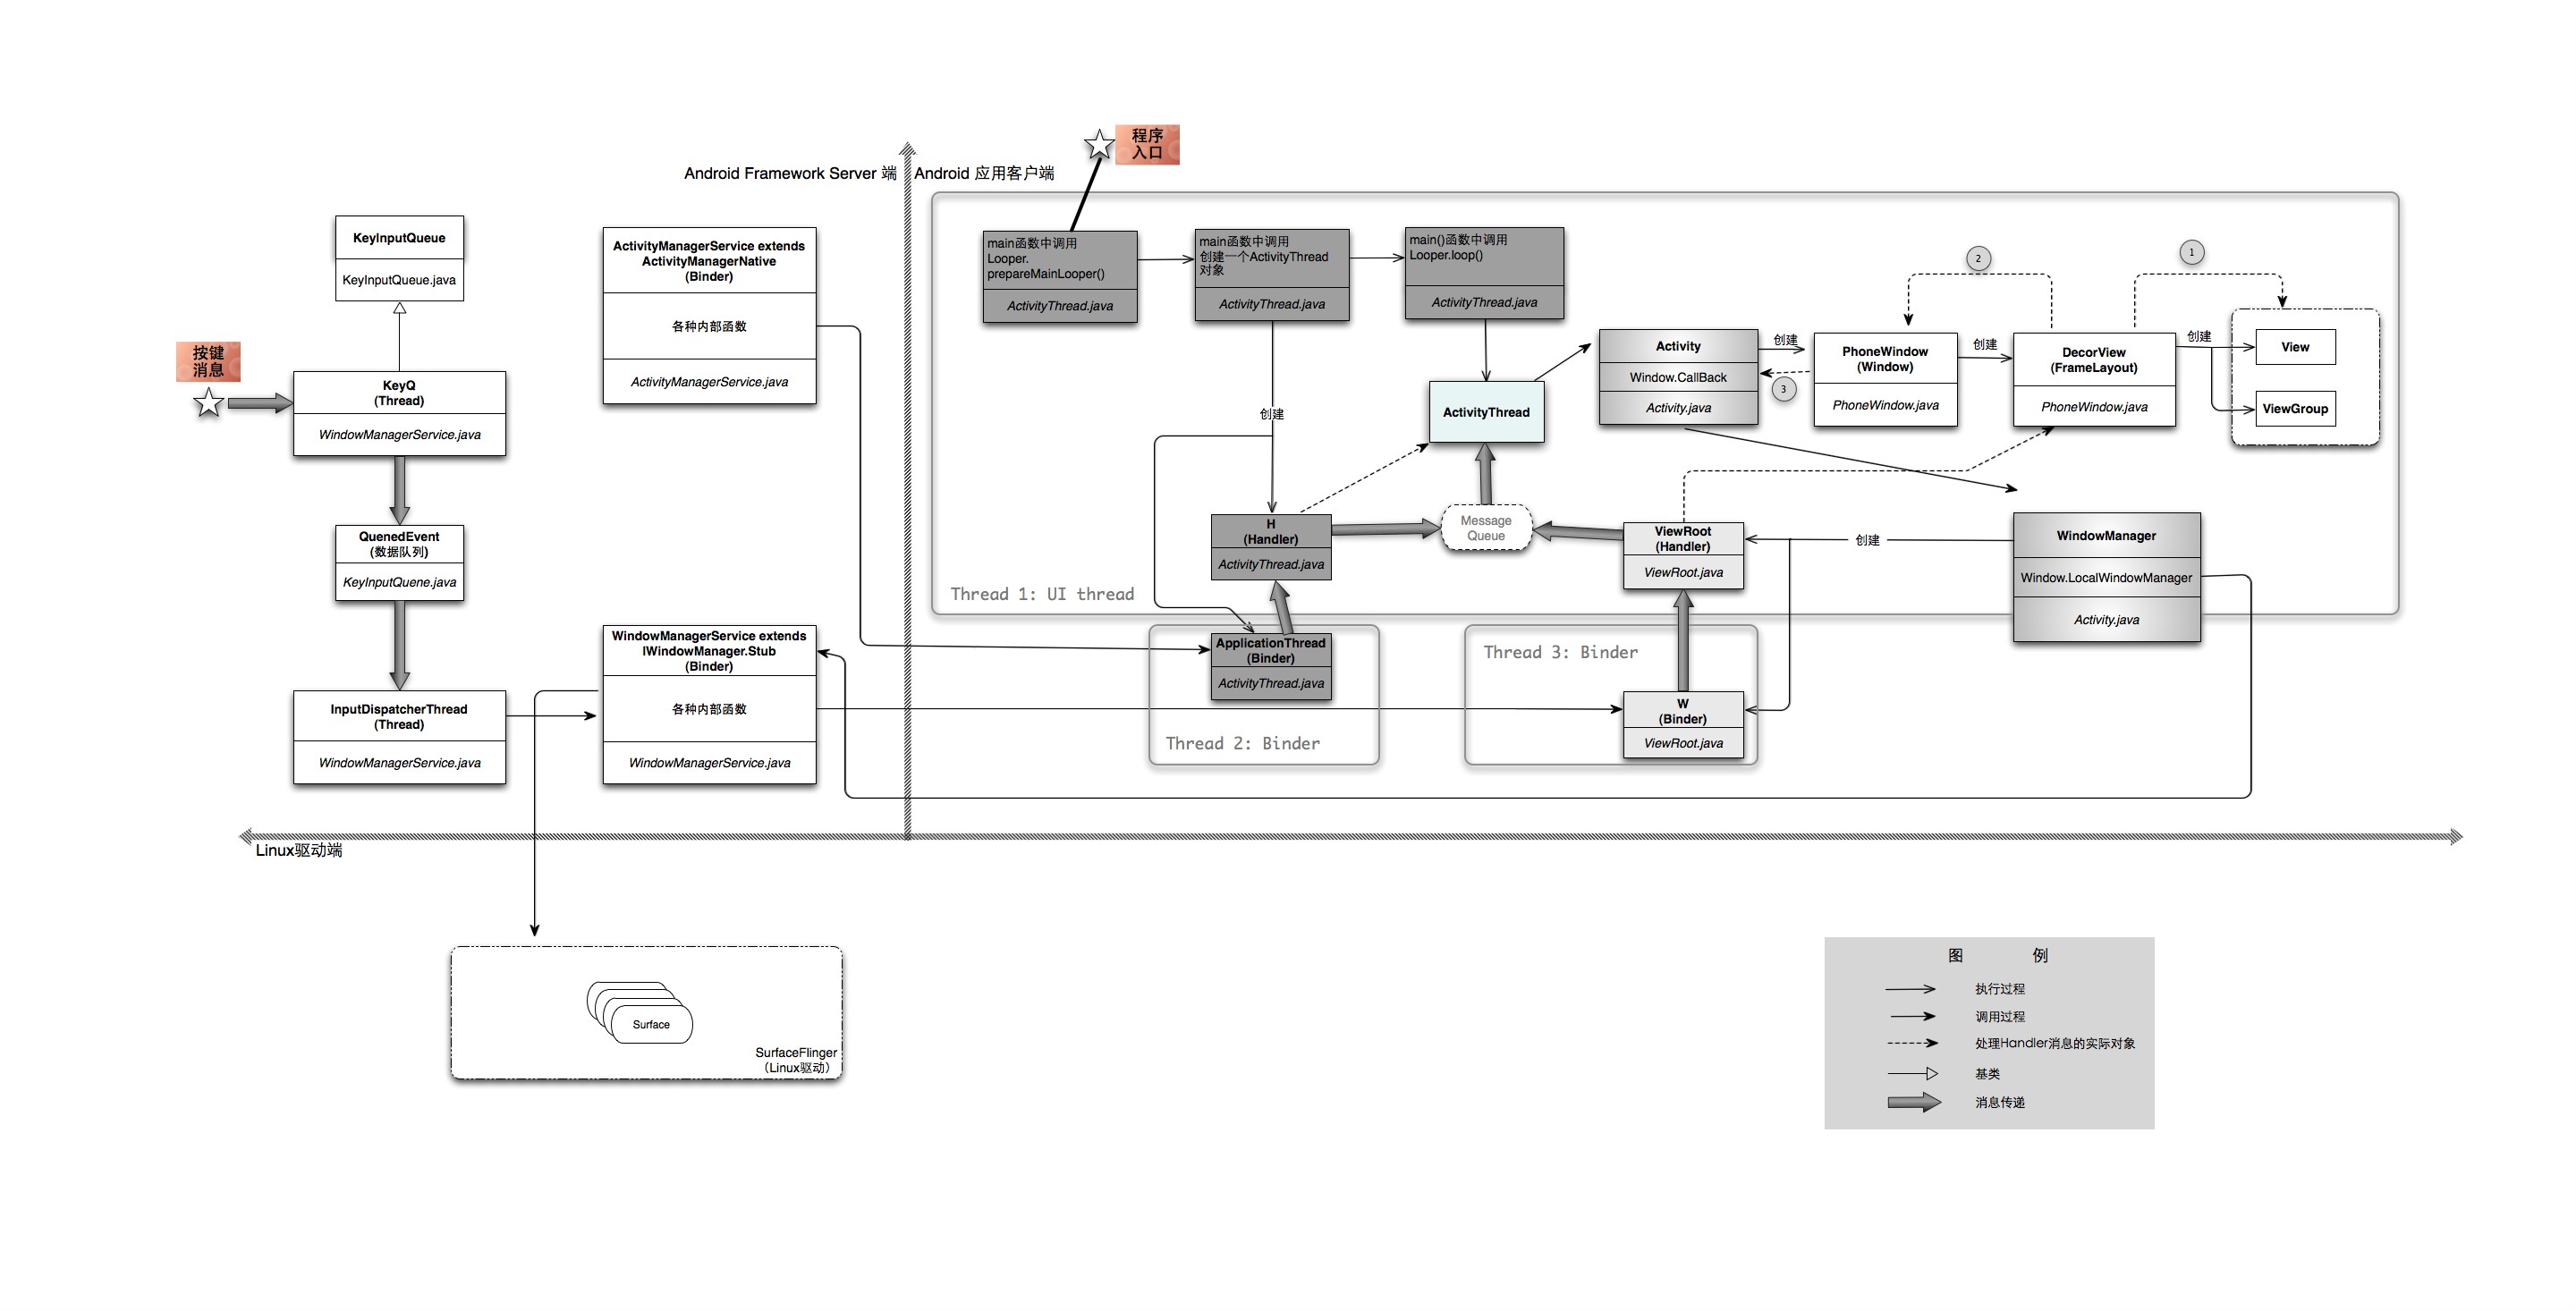 程序
入口
Android Framework Server 端
Android 应用客户端
KeyInputQueue
KeyInputQueue.java
按键
消息
KeyQ
(Thread)
WindowManagerService.java
QuenedEvent
(数据队列)
KeyInputQuene.java
InputDispatcherThread
(Thread)
WindowManagerService.java
ActivityManagerService extends
ActivityManagerNative
(Binder)
各种内部函数
ActivityManagerService.java
WindowManagerService extends
IWindowManager.Stub
(Binder)
各种内部函数
WindowManagerService.java
main函数中调用
Looper.
prepareMainLooper()
ActivityThread.java
main函数中调用
创建一个ActivityThread
对象
ActivityThread.java
main()函数中调用
Looper.loop()
ActivityThread.java
创建
ActivityThread
Activity
Window.CallBack
Activity.java
创建
3
PhoneWindow
(Window)
PhoneWindow.java
2
创建
DecorView
(FrameLayout)
PhoneWindow.java
1
创建
View
ViewGroup
H
(Handler)
ActivityThread.java
Message
Queue
ViewRoot
(Handler)
ViewRoot.java
创建
WindowManager
Window.LocalWindowManager
Activity.java
Thread 1: UI thread
ApplicationThread
(Binder)
ActivityThread.java
Thread 2: Binder
Thread 3: Binder
W
(Binder)
ViewRoot.java
Linux驱动端
Surface
SurfaceFlinger
（Linux驱动）
图 例
执行过程
调用过程
处理Handler消息的实际对象
基类
消息传递